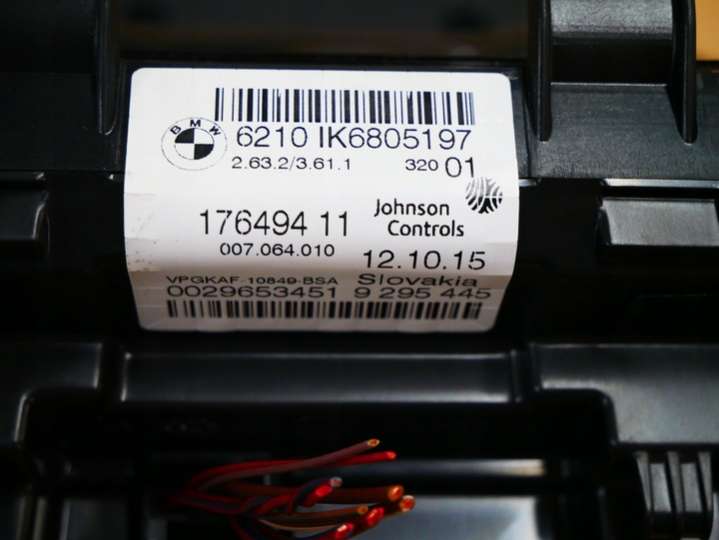 BMW
6210 IK6805197
2.63.2/3.61.1 320 01
176494 11 Johnson
Controls
007.064.010 12.10.15
VPGKAF-10849-BSA Slovakia
0029653451 9 295 445